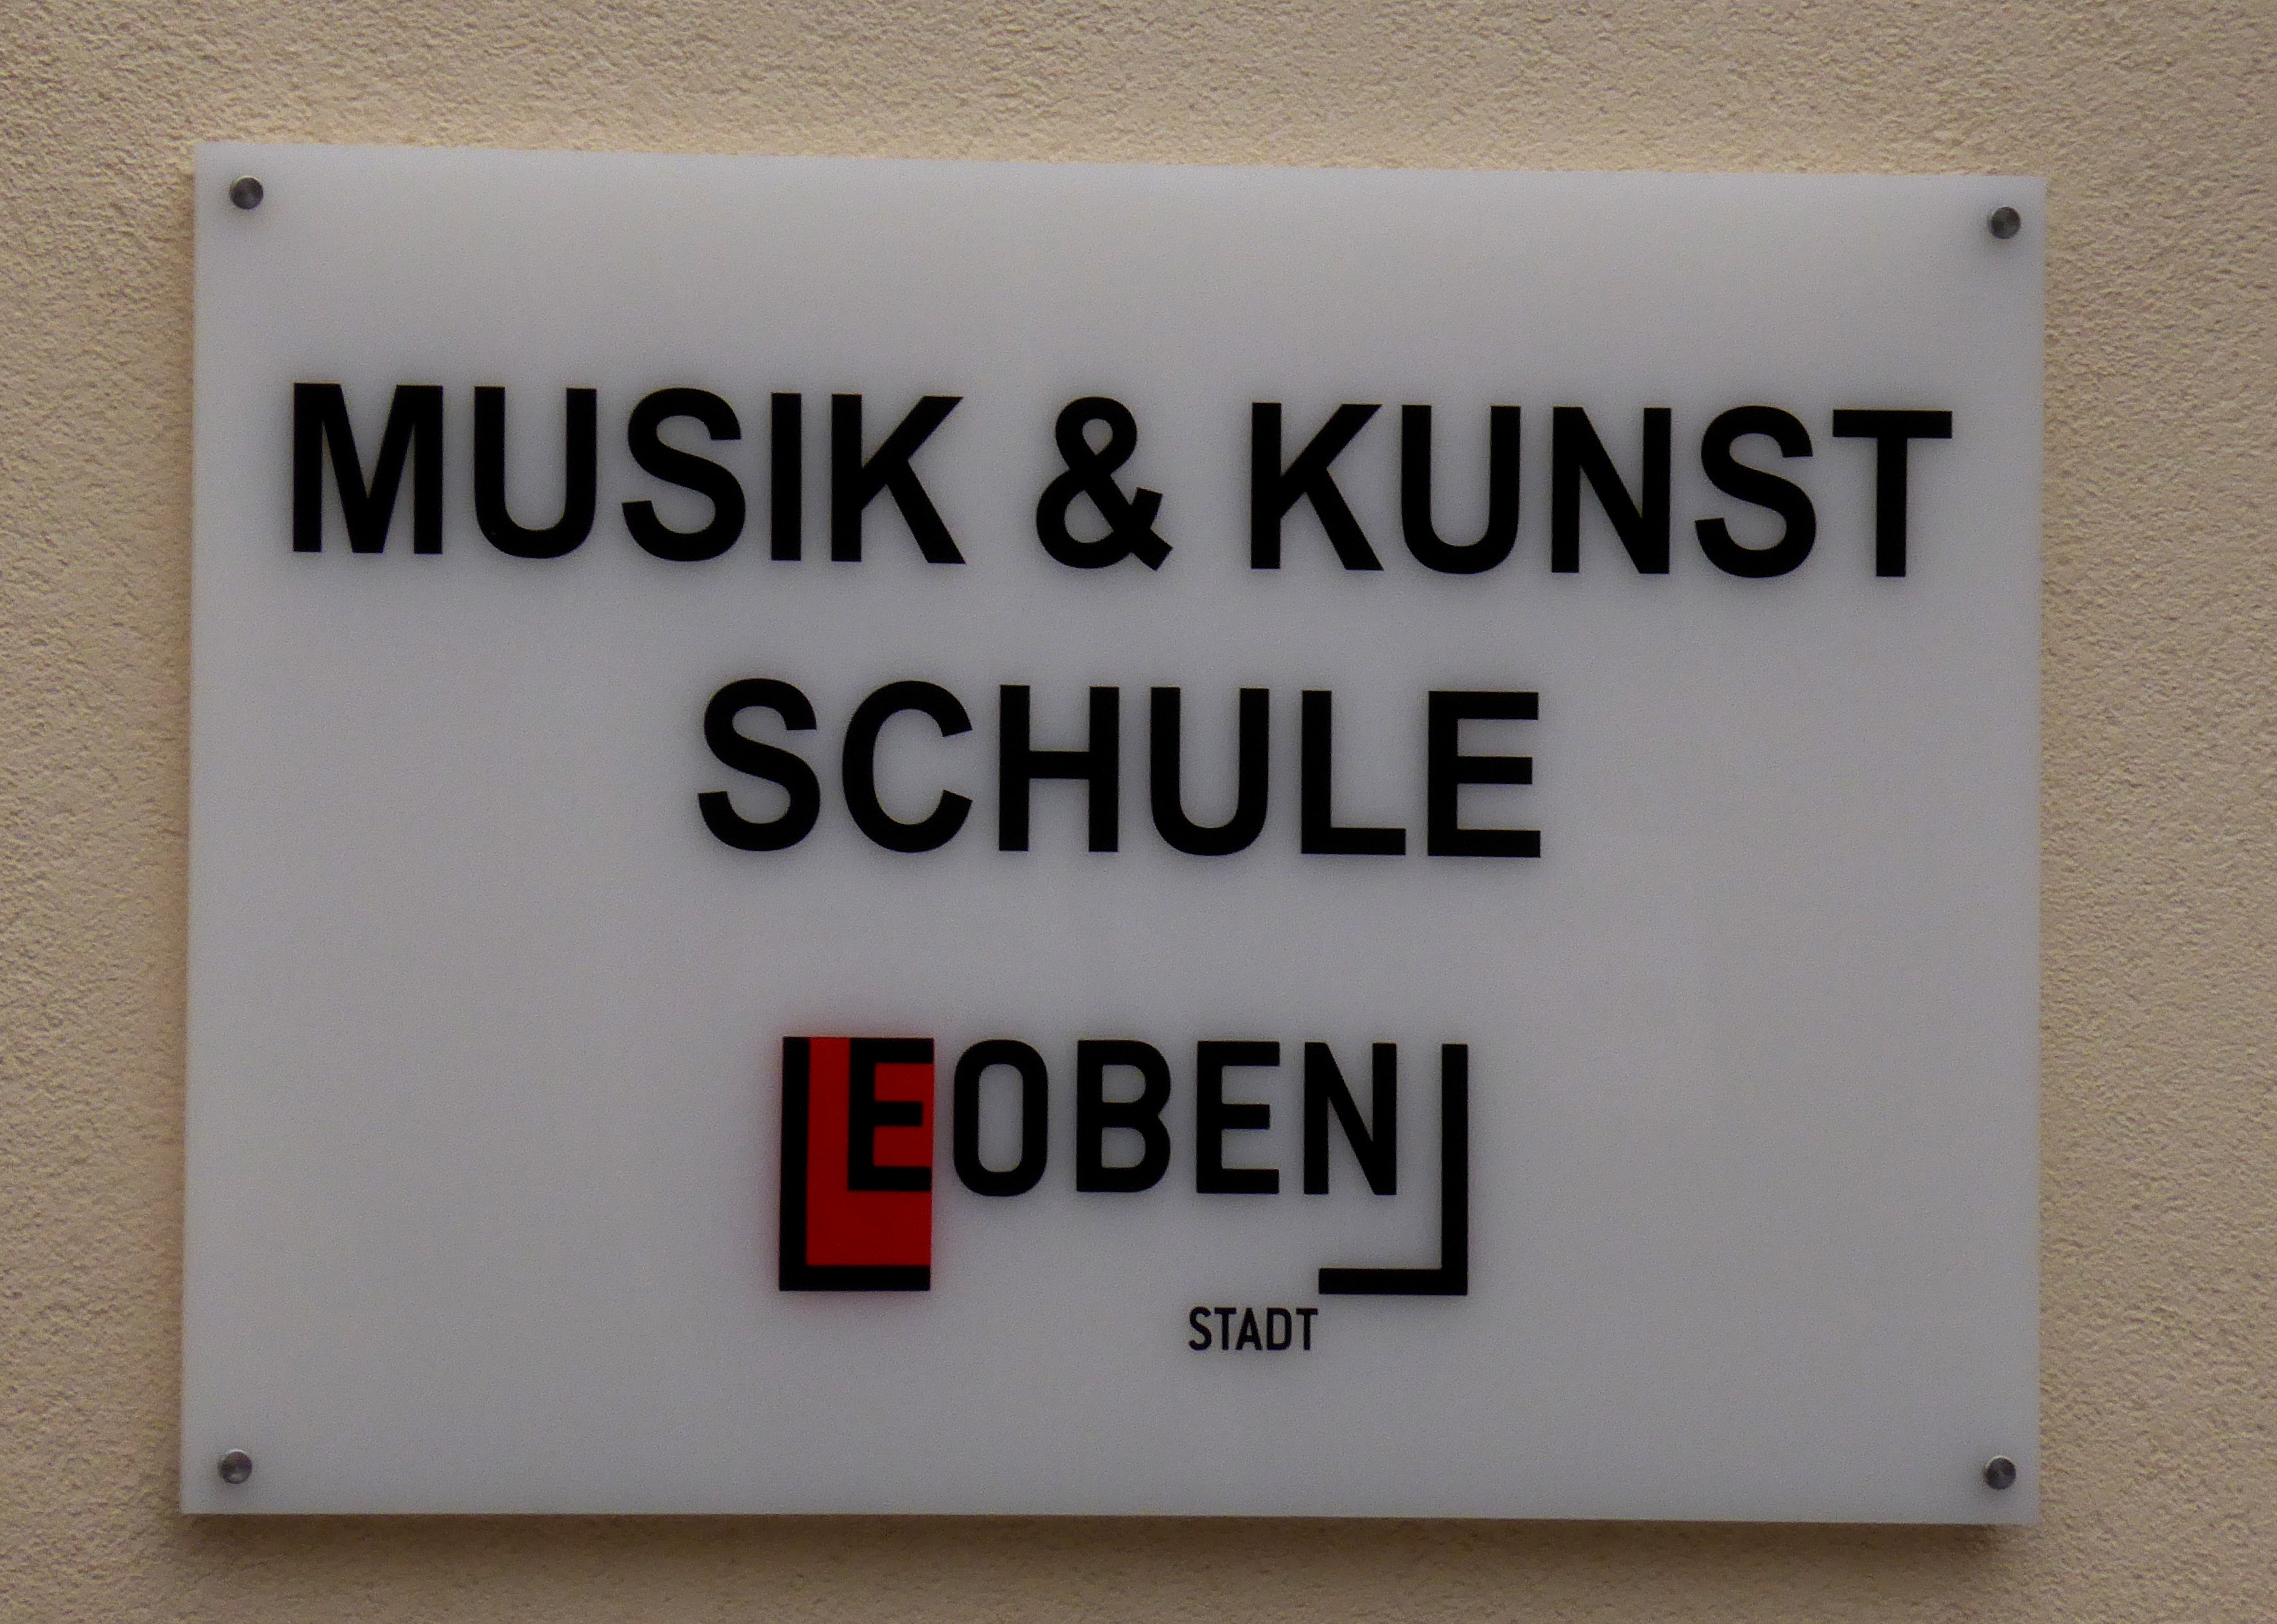 MUSIK & KUNST
SCHULE
LEOBEN
STADT